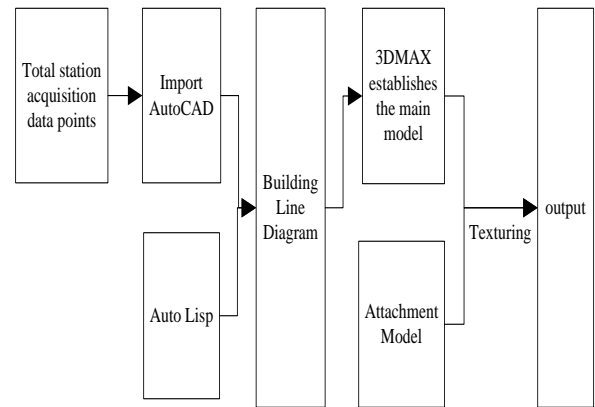 Total station
acquisition
data points
Import
AutoCAD
Auto Lisp
Building
Line
Diagram
3DMAX
establishes
the main
model
Attachment
Model
Texturing
output